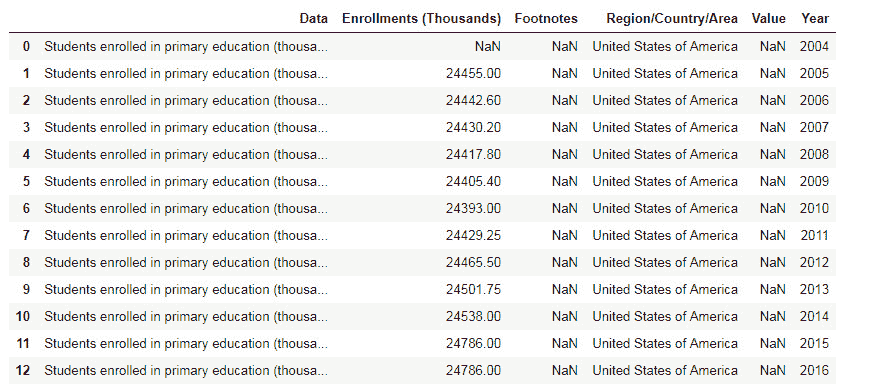 Data Enrollments (Thousands) Footnotes Region/Country/Area Value Year
0 Students enrolled in primary education (thousa... NaN NaN United States of America NaN 2004
1 Students enrolled in primary education (thousa... 24455.00 NaN United States of America NaN 2005
2 Students enrolled in primary education (thousa... 24442.60 NaN United States of America NaN 2006
3 Students enrolled in primary education (thousa... 24430.20 NaN United States of America NaN 2007
4 Students enrolled in primary education (thousa... 24417.80 NaN United States of America NaN 2008
5 Students enrolled in primary education (thousa... 24405.40 NaN United States of America NaN 2009
6 Students enrolled in primary education (thousa... 24393.00 NaN United States of America NaN 2010
7 Students enrolled in primary education (thousa... 24429.25 NaN United States of America NaN 2011
8 Students enrolled in primary education (thousa... 24465.50 NaN United States of America NaN 2012
9 Students enrolled in primary education (thousa... 24501.75 NaN United States of America NaN 2013
10 Students enrolled in primary education (thousa... 24538.00 NaN United States of America NaN 2014
11 Students enrolled in primary education (thousa... 24786.00 NaN United States of America NaN 2015
12 Students enrolled in primary education (thousa... 24786.00 NaN United States of America NaN 2016